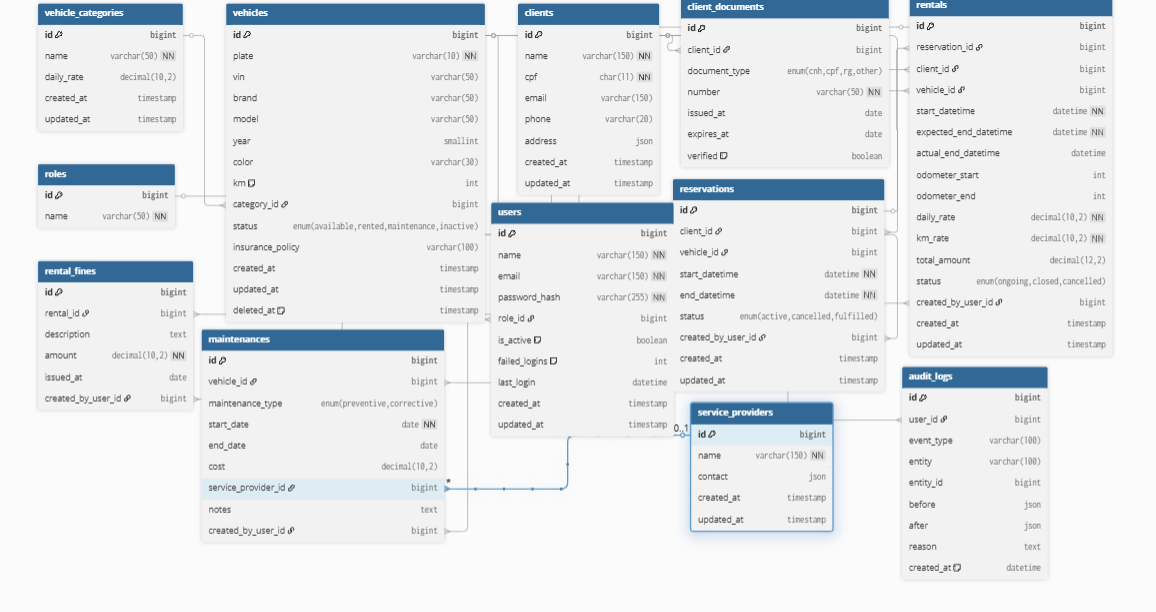 vehicle_categories
id bigint
name varchar(50) NN
daily_rate decimal(10,2)
created_at timestamp
updated_at timestamp
roles
id bigint
name varchar(50) NN
rental_fines
id bigint
rental_id bigint
description text
amount decimal(10,2) NN
issued_at date
created_by_user_id bigint
vehicles
id bigint
plate varchar(10) NN
vin varchar(50)
brand varchar(50)
model varchar(50)
year smallint
color varchar(30)
km int
category_id bigint
status enum(available,rented,maintenance,inactive)
insurance_policy varchar(100)
created_at timestamp
updated_at timestamp
deleted_at timestamp
maintenances
id bigint
vehicle_id bigint
maintenance_type enum(preventive,corrective)
start_date date NN
end_date date
cost decimal(10,2)
service_provider_id bigint
notes text
created_by_user_id bigint
*
clients
id bigint
name varchar(150) NN
cpf char(11) NN
email varchar(150)
phone varchar(20)
address json
created_at timestamp
updated_at timestamp
users
id bigint
name varchar(150) NN
email varchar(150) NN
password_hash varchar(255) NN
role_id bigint
is_active boolean
failed_logins int
last_login datetime
created_at timestamp
updated_at timestamp
client_documents
id bigint
client_id bigint
document_type enum(cnh,cpf,rg,other)
number varchar(50) NN
issued_at date
expires_at date
verified boolean
reservations
id bigint
client_id bigint
vehicle_id bigint
start_datetime datetime NN
end_datetime datetime NN
status enum(active,cancelled,fulfilled)
created_by_user_id bigint
created_at timestamp
updated_at timestamp
0..1
service_providers
id bigint
name varchar(150) NN
contact json
created_at timestamp
updated_at timestamp
rentals
id bigint
reservation_id bigint
client_id bigint
vehicle_id bigint
start_datetime datetime NN
expected_end_datetime datetime NN
actual_end_datetime datetime
odometer_start int
odometer_end int
daily_rate decimal(10,2) NN
km_rate decimal(10,2) NN
total_amount decimal(12,2)
status enum(ongoing,closed,cancelled)
created_by_user_id bigint
created_at timestamp
updated_at timestamp
audit_logs
id bigint
user_id bigint
event_type varchar(100)
entity varchar(100)
entity_id bigint
before json
after json
reason text
created_at datetime